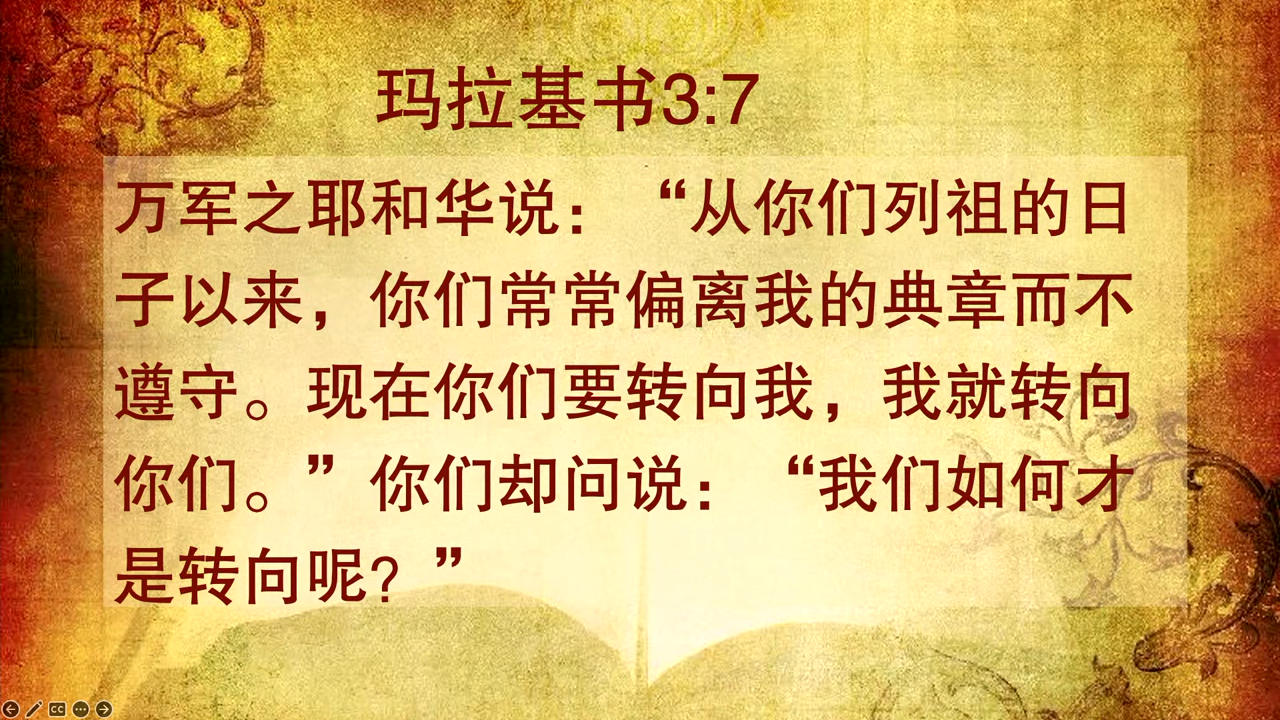 玛拉基书3:7
万军之耶和华说：“从你们列祖的日
子以来，你们常常偏离我的典章而不
遵守。现在你们要转向我，我就转向
你们。”你们却问说：“我们如何才
是转向呢？”
CC